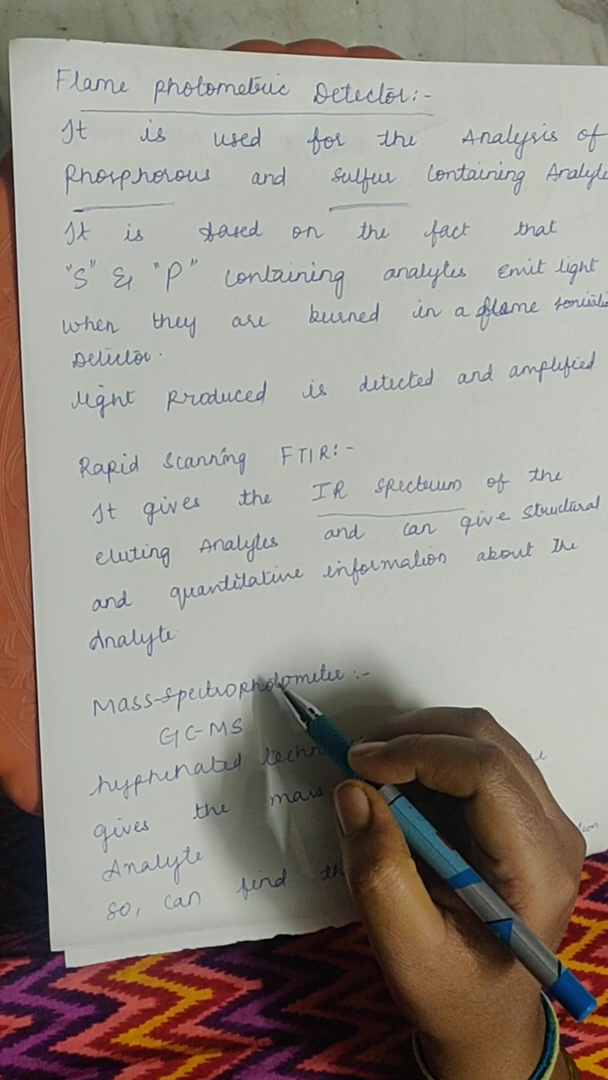 Flame photometric Detector:-
It is used for the Analysis of
Phosphorous and sulfur containing Analyte
It is based on the fact that
"S" & "P" containing analytes emit light
when they are burned in a flame
Detector.
light Produced is detected and amplified
Rapid Scanning FTIR:-
It gives the IR spectrum of the
eluting Analytes and can give structural
and quantitative information about the
Analyte
Mass-spectrophotometer:-
GC-MS
hyphenated
gives the mass
Analyte
so, can find